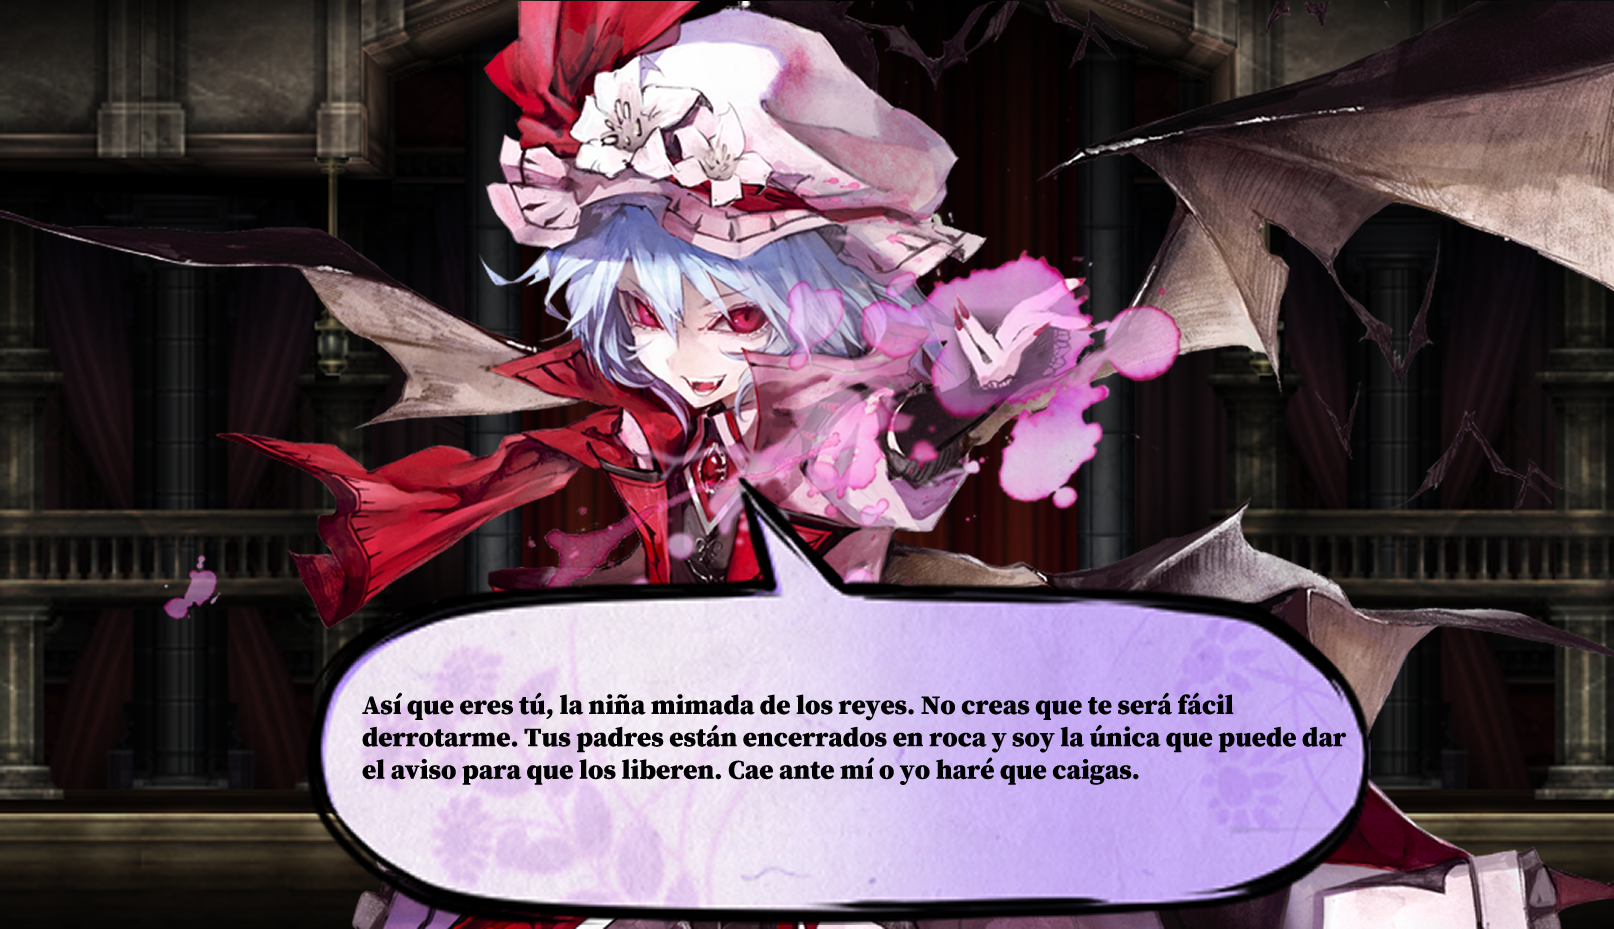 Así que eres tú, la niña mimada de los reyes. No creas que te será fácil
derrotarme. Tus padres están encerrados en roca y soy la única que puede dar
el aviso para que los liberen. Cae ante mí o yo haré que caigas.